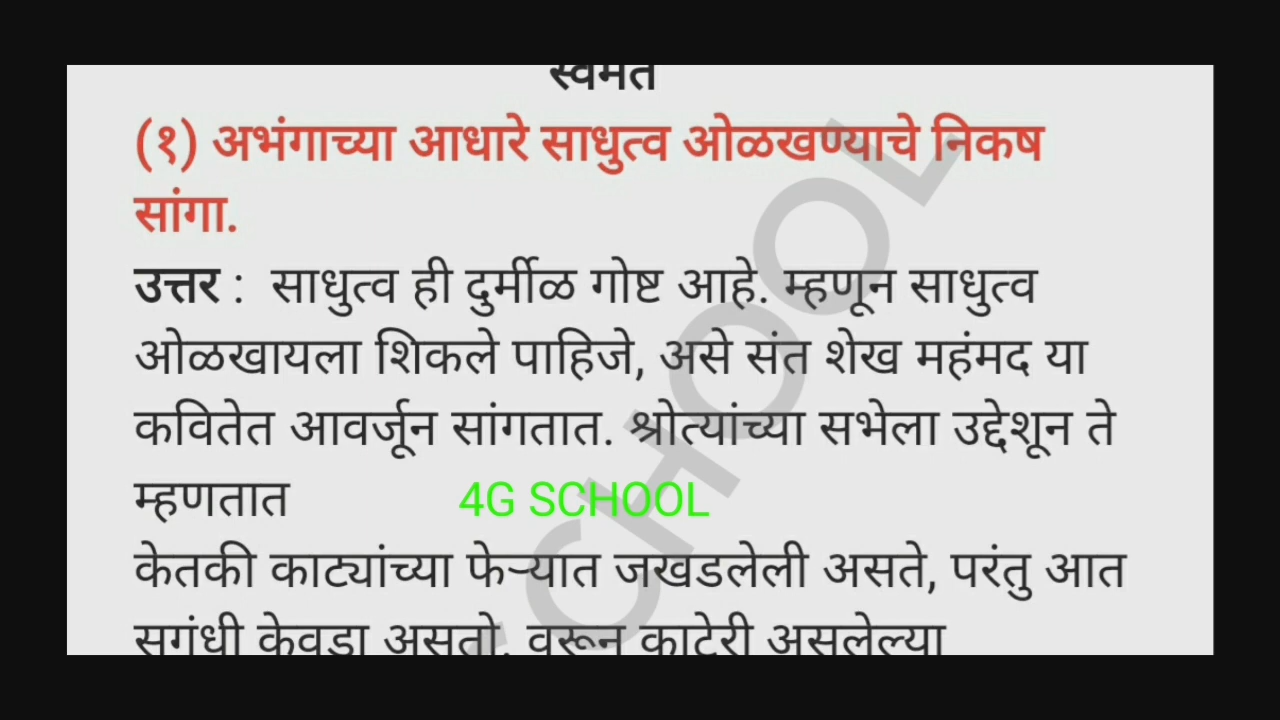 स्वमत
(१) अभंगाच्या आधारे साधुत्व ओळखण्याचे निकष
सांगा.
उत्तर : साधुत्व ही दुर्मीळ गोष्ट आहे. म्हणून साधुत्व
ओळखायला शिकले पाहिजे, असे संत शेख महंमद या
कवितेत आवर्जून सांगतात. श्रोत्यांच्या सभेला उद्देशून ते
म्हणतात 4G SCHOOL
केतकी काट्यांच्या फेऱ्यात जखडलेली असते, परंतु आत
सुगंधी केवडा असतो. वरून काटेरी असलेल्या
SCHOOL